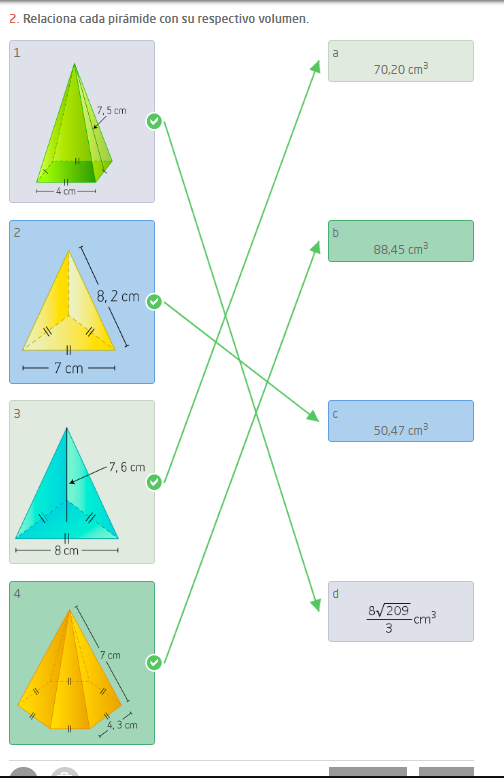 2. Relaciona cada pirámide con su respectivo volumen.
1
7,5 cm
4 cm
a
70,20 cm³
2
8,2 cm
7 cm
b
88,45 cm³
3
7,6 cm
8 cm
c
50,47 cm³
4
7 cm
4,3 cm
d
8√209
3
cm³